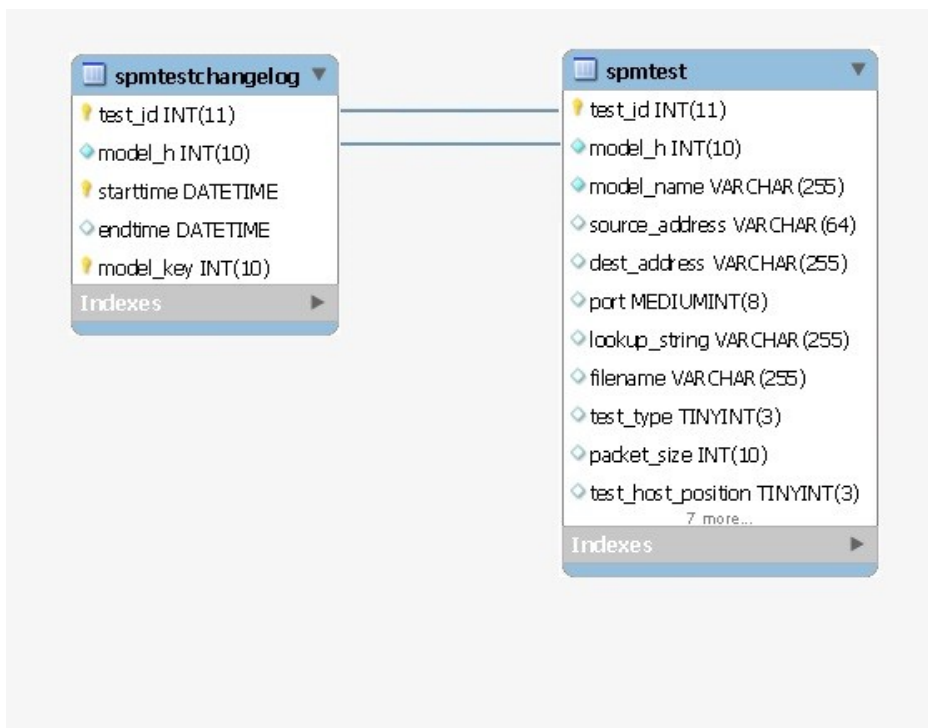 spmtestchangelog
test_id INT(11)
model_h INT(10)
starttime DATETIME
endtime DATETIME
model_key INT(10)
Indexes
spmtest
test_id INT(11)
model_h INT(10)
model_name VARCHAR(255)
source_address VARCHAR(64)
dest_address VARCHAR(255)
port MEDIUMINT(8)
lookup_string VARCHAR(255)
filename VARCHAR(255)
test_type TINYINT(3)
packet_size INT(10)
test_host_position TINYINT(3)
7 more...
Indexes